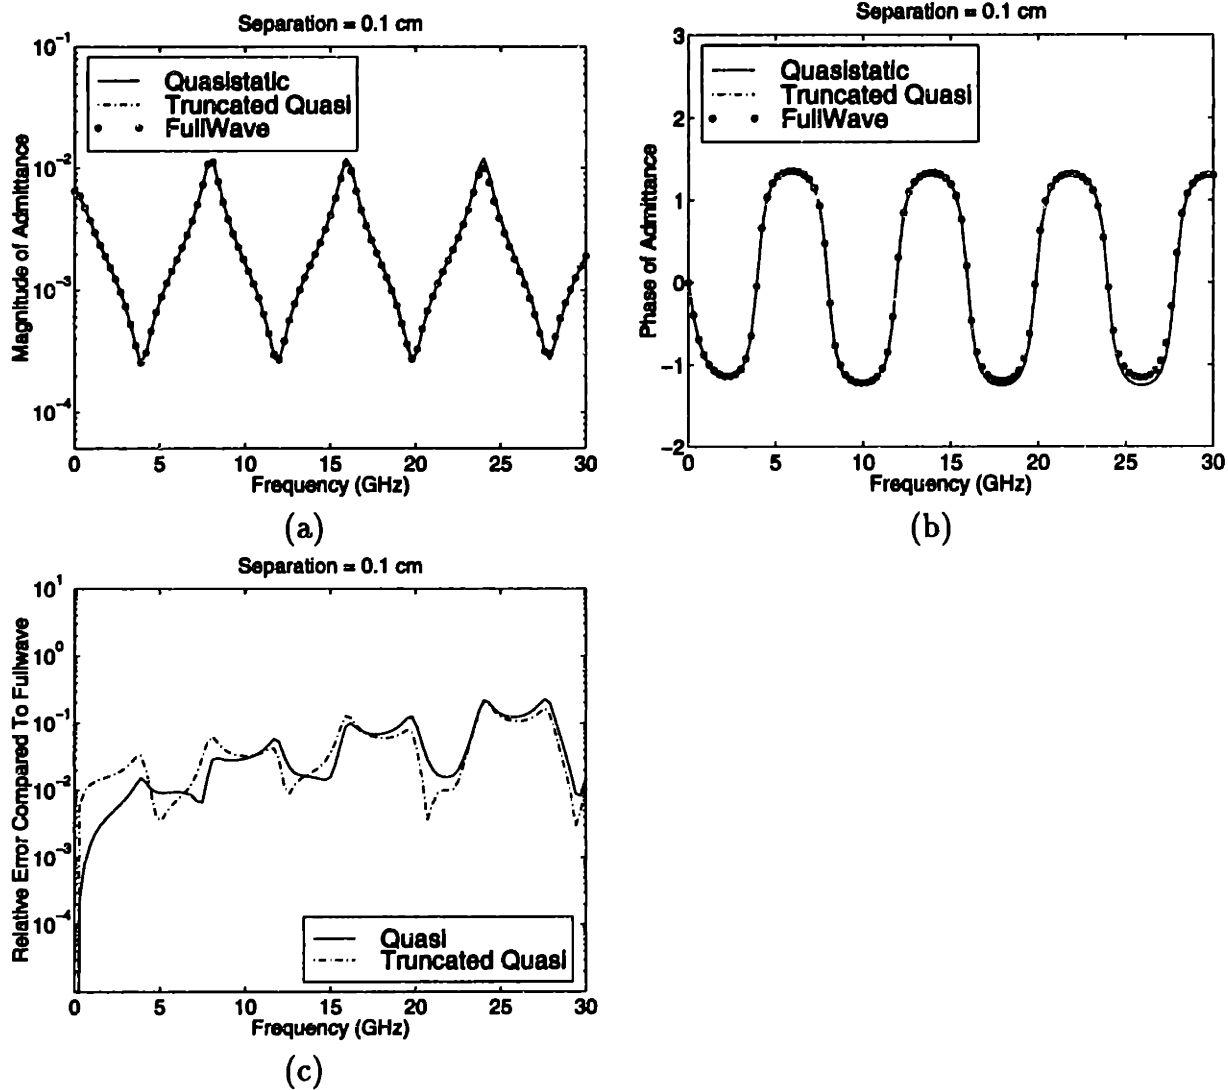 Separation = 0.1 cm
Magnitude of Admittance
10^-1
10^-2
10^-3
10^-4
Quasistatic
Truncated Quasi
FullWave
0 5 10 15 20 25 30
Frequency (GHz)
(a)
Separation = 0.1 cm
Phase of Admittance
3
2
1
0
-1
-2
Quasistatic
Truncated Quasi
FullWave
0 5 10 15 20 25 30
Frequency (GHz)
(b)
Separation = 0.1 cm
Relative Error Compared To Fullwave
10^1
10^0
10^-1
10^-2
10^-3
10^-4
Quasi
Truncated Quasi
0 5 10 15 20 25 30
Frequency (GHz)
(c)